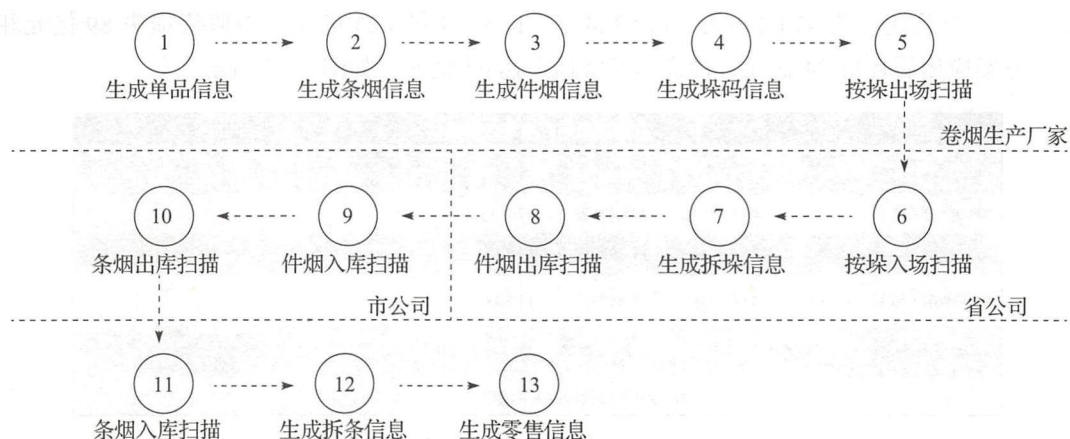 1 2 3 4 5
生成单品信息 生成条烟信息 生成件烟信息 生成垛码信息 按垛出场扫描
卷烟生产厂家
10 9 8 7 6
条烟出库扫描 件烟入库扫描 件烟出库扫描 生成拆垛信息 按垛入场扫描
市公司 省公司
11 12 13
条烟入库扫描 生成拆条信息 生成零售信息